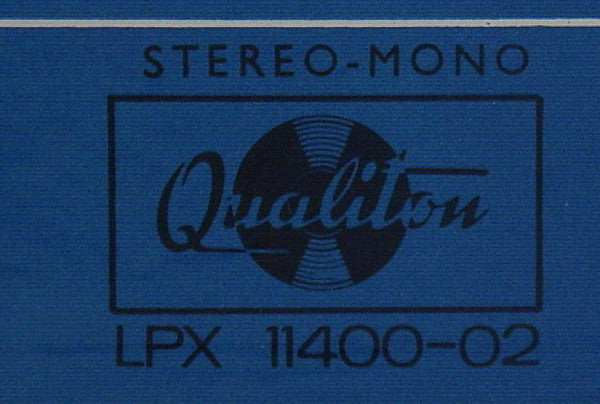 STEREO-MONO
Qualiton
LPX 11400-02